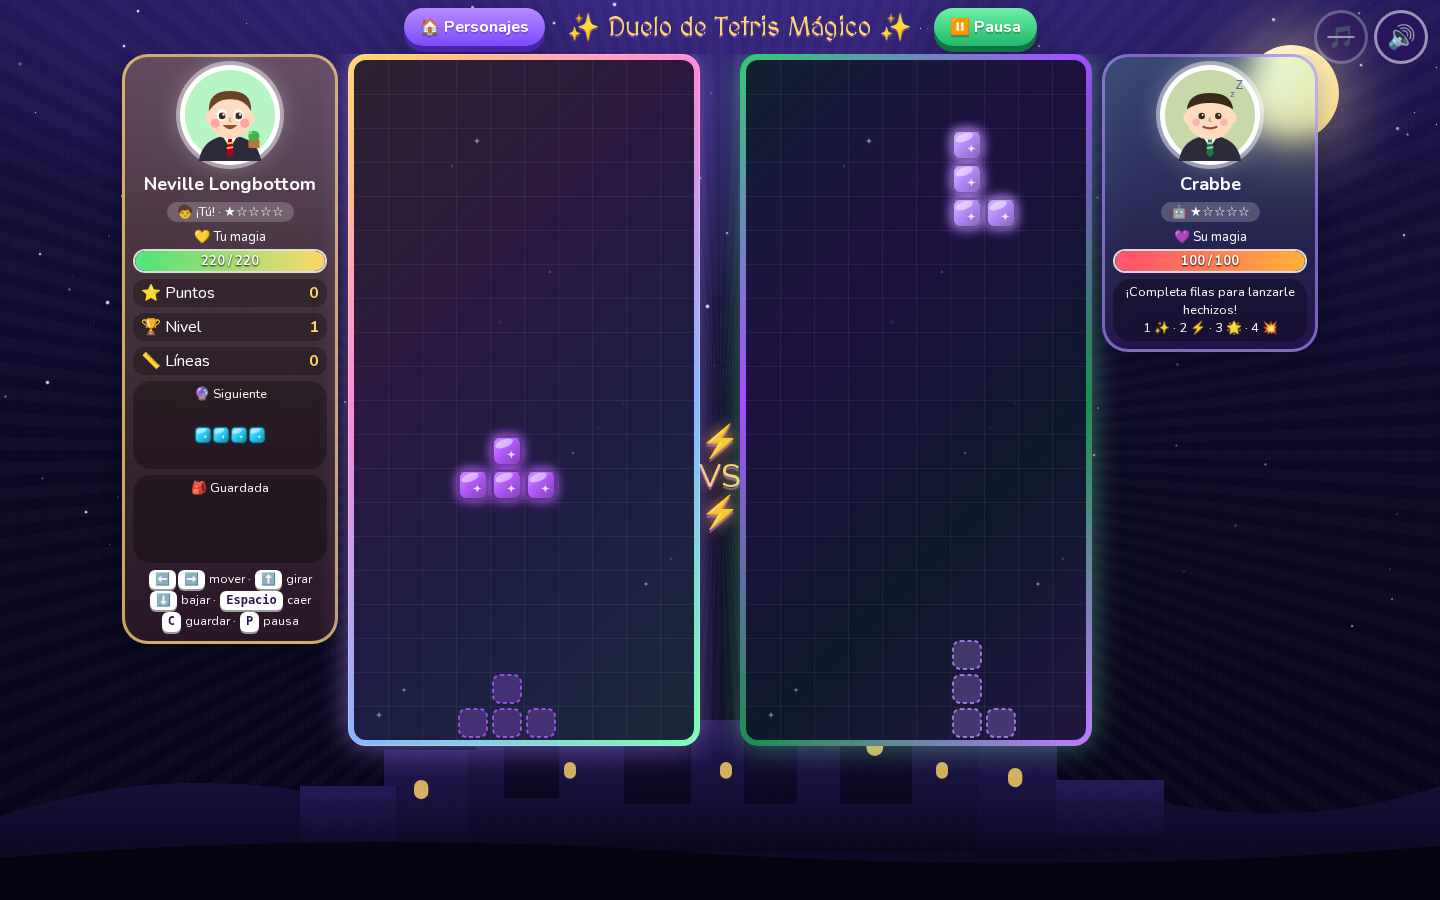 🏠 Personajes
✨ Duelo de Tetris Mágico ✨
⏸️ Pausa
Neville Longbottom
🧒 ¡Tú! · ★☆☆☆☆
💛 Tu magia
220 / 220
⭐ Puntos 0
🏆 Nivel 1
📏 Líneas 0
🔮 Siguiente
🎒 Guardada
⬅️ ➡️ mover · ⬆️ girar
⬇️ bajar · Espacio caer
C guardar · P pausa
⚡
VS
⚡
z Z
Crabbe
🤖 ★☆☆☆☆
💜 Su magia
100 / 100
¡Completa filas para lanzarle
hechizos!
1 ✨ · 2 ⚡ · 3 🌟 · 4 💥